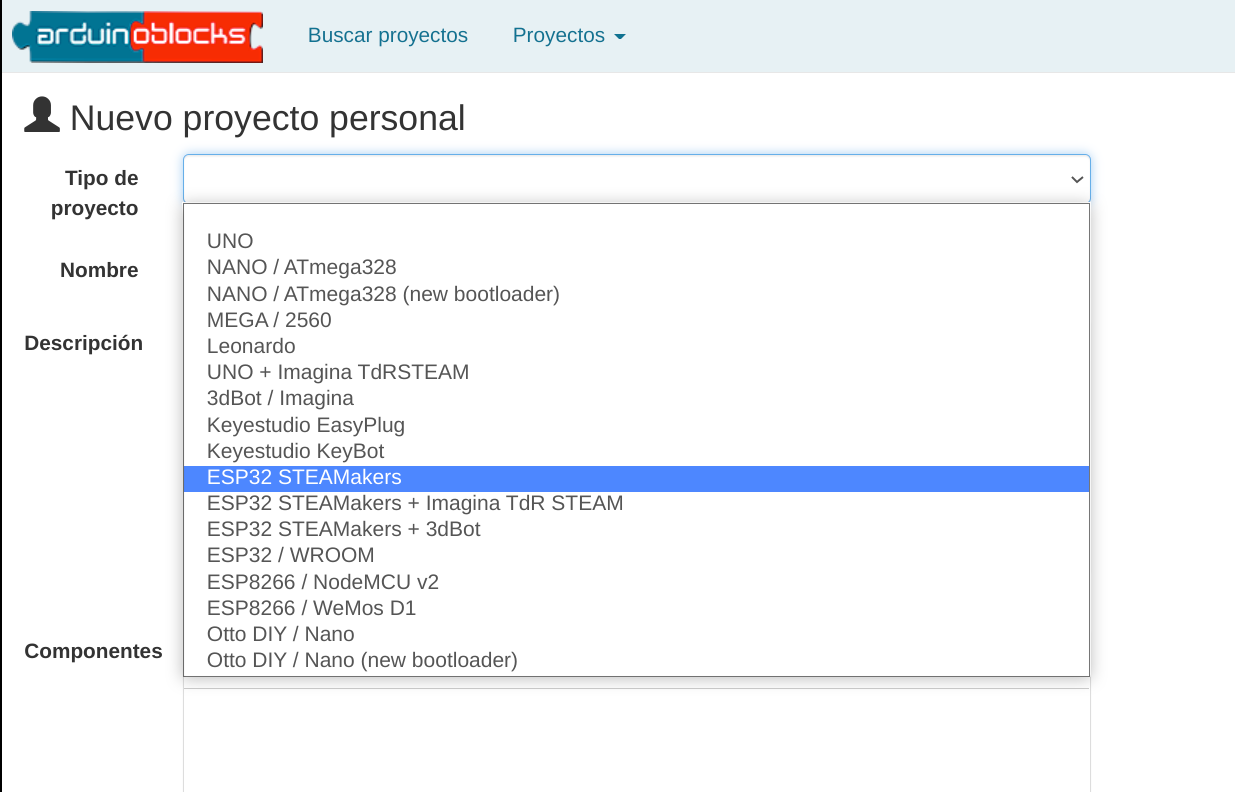 arduinoblocks
Buscar proyectos
Proyectos
Nuevo proyecto personal
Tipo de
proyecto
Nombre
Descripción
Componentes
UNO
NANO / ATmega328
NANO / ATmega328 (new bootloader)
MEGA / 2560
Leonardo
UNO + Imagina TdRSTEAM
3dBot / Imagina
Keyestudio EasyPlug
Keyestudio KeyBot
ESP32 STEAMakers
ESP32 STEAMakers + Imagina TdR STEAM
ESP32 STEAMakers + 3dBot
ESP32 / WROOM
ESP8266 / NodeMCU v2
ESP8266 / WeMos D1
Otto DIY / Nano
Otto DIY / Nano (new bootloader)